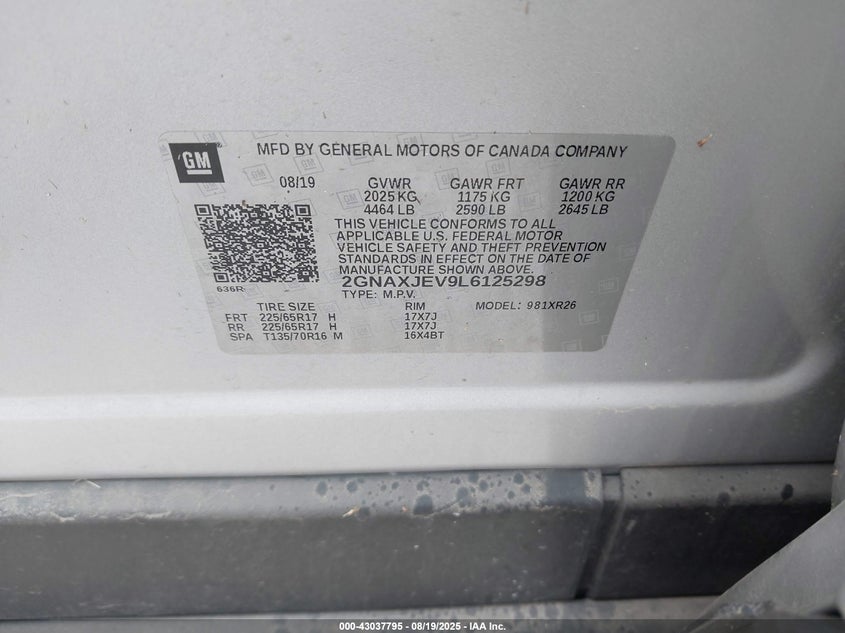 GM
MFD BY GENERAL MOTORS OF CANADA COMPANY
08/19 GVWR GAWR FRT GAWR RR
2025 KG 1175 KG 1200 KG
4464 LB 2590 LB 2645 LB
THIS VEHICLE CONFORMS TO ALL
APPLICABLE U.S. FEDERAL MOTOR
VEHICLE SAFETY AND THEFT PREVENTION
STANDARDS IN EFFECT ON THE DATE OF
MANUFACTURE SHOWN ABOVE.
636R
2GNAXJEV9L6125298
TYPE: M.P.V. MODEL: 981XR26
TIRE SIZE RIM
FRT 225/65R17 H 17X7J
RR 225/65R17 H 17X7J
SPA T135/70R16 M 16X4BT
000-43037795 - 08/19/2025 - IAA Inc.